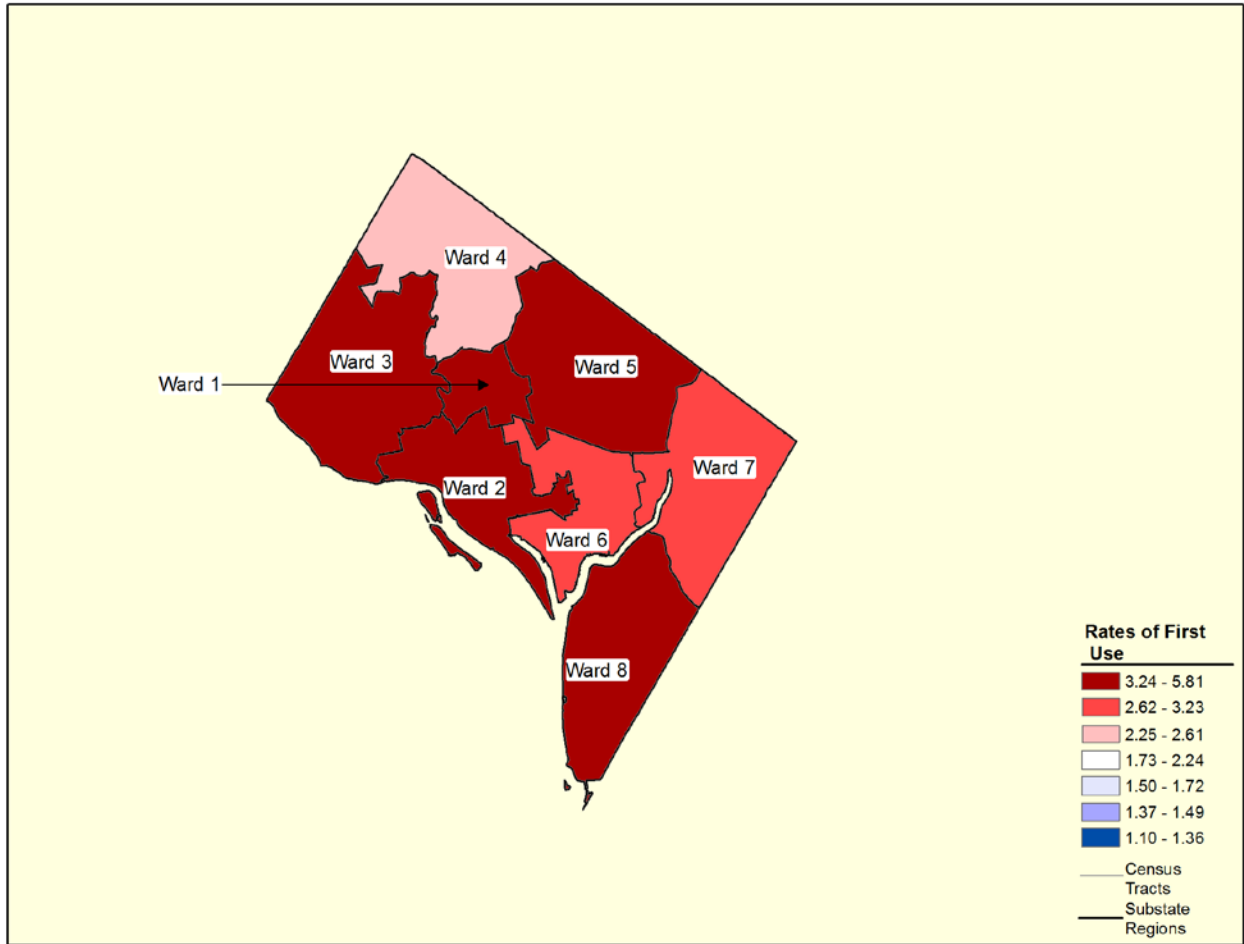 Ward 4
Ward 3
Ward 5
Ward 1
Ward 7
Ward 2
Ward 6
Ward 8
Rates of First
Use
3.24 - 5.81
2.62 - 3.23
2.25 - 2.61
1.73 - 2.24
1.50 - 1.72
1.37 - 1.49
1.10 - 1.36
Census
Tracts
Substate
Regions